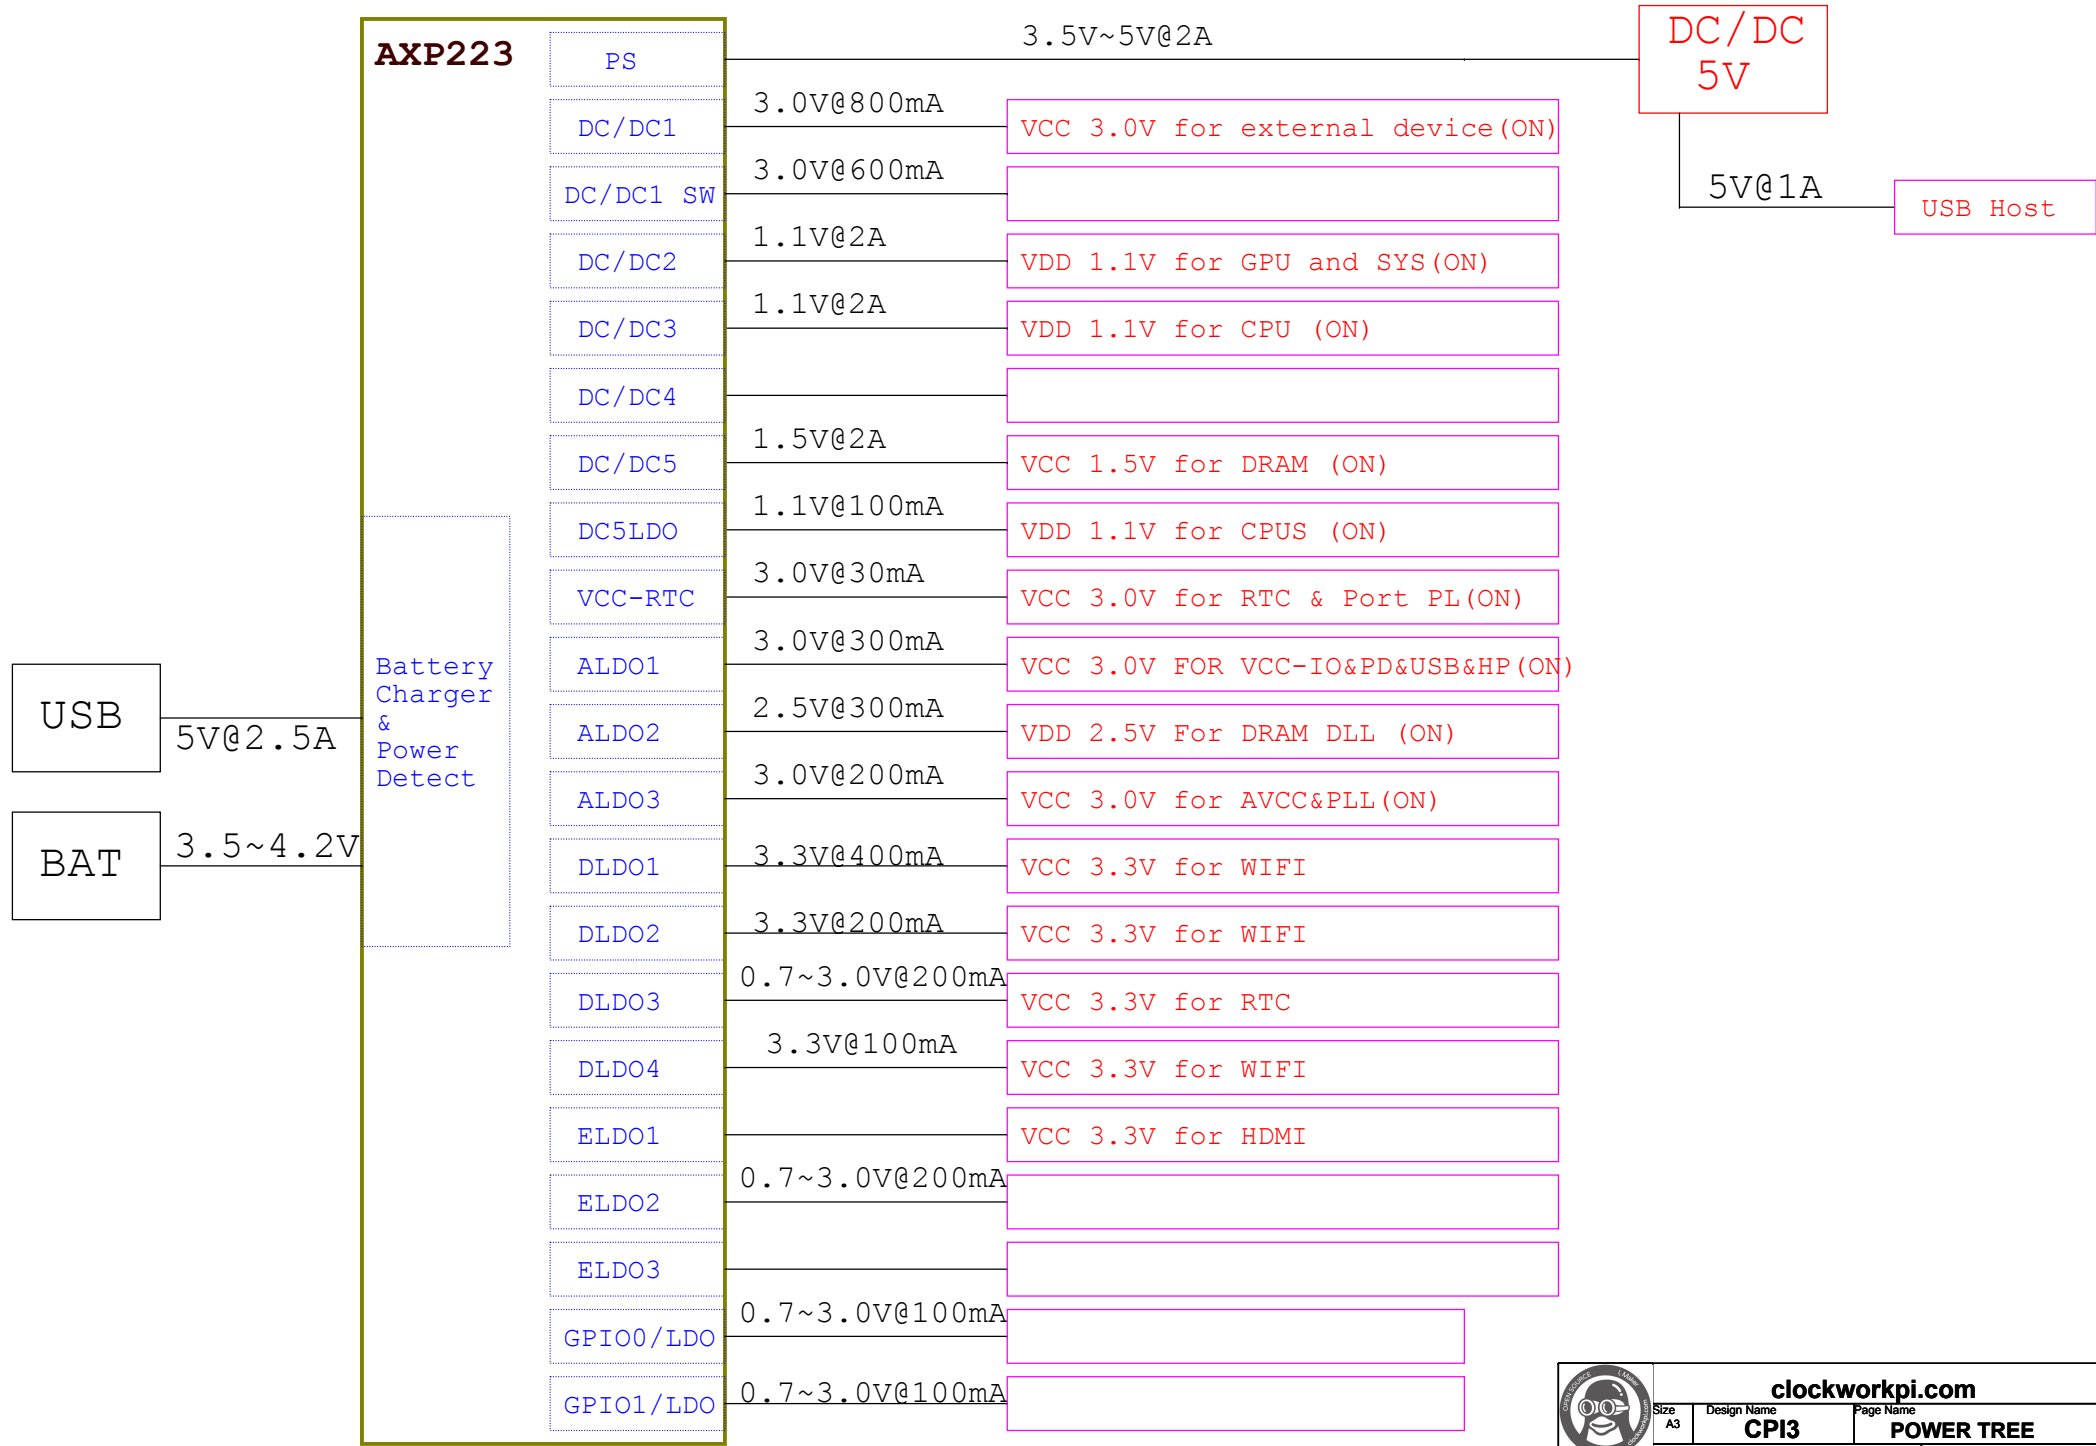 AXP223
PS
3.5V~5V@2A
DC/DC
5V
DC/DC1
3.0V@800mA
VCC 3.0V for external device(ON)
DC/DC1 SW
3.0V@600mA
5V@1A
USB Host
DC/DC2
1.1V@2A
VDD 1.1V for GPU and SYS(ON)
DC/DC3
1.1V@2A
VDD 1.1V for CPU (ON)
DC/DC4
DC/DC5
1.5V@2A
VCC 1.5V for DRAM (ON)
DC5LDO
1.1V@100mA
VDD 1.1V for CPUS (ON)
VCC-RTC
3.0V@30mA
VCC 3.0V for RTC & Port PL(ON)
ALDO1
3.0V@300mA
VCC 3.0V FOR VCC-IO&PD&USB&HP(ON)
ALDO2
2.5V@300mA
VDD 2.5V For DRAM DLL (ON)
ALDO3
3.0V@200mA
VCC 3.0V for AVCC&PLL(ON)
DLDO1
3.3V@400mA
VCC 3.3V for WIFI
DLDO2
3.3V@200mA
VCC 3.3V for WIFI
DLDO3
0.7~3.0V@200mA
VCC 3.3V for RTC
DLDO4
3.3V@100mA
VCC 3.3V for WIFI
ELDO1
VCC 3.3V for HDMI
ELDO2
0.7~3.0V@200mA
ELDO3
GPIO0/LDO
0.7~3.0V@100mA
GPIO1/LDO
0.7~3.0V@100mA
Battery
Charger
&
Power
Detect
USB
5V@2.5A
BAT
3.5~4.2V
OPEN SOURCE
clockworkpi.com
clockworkpi.com
Size
A3
Design Name
CPI3
Page Name
POWER TREE